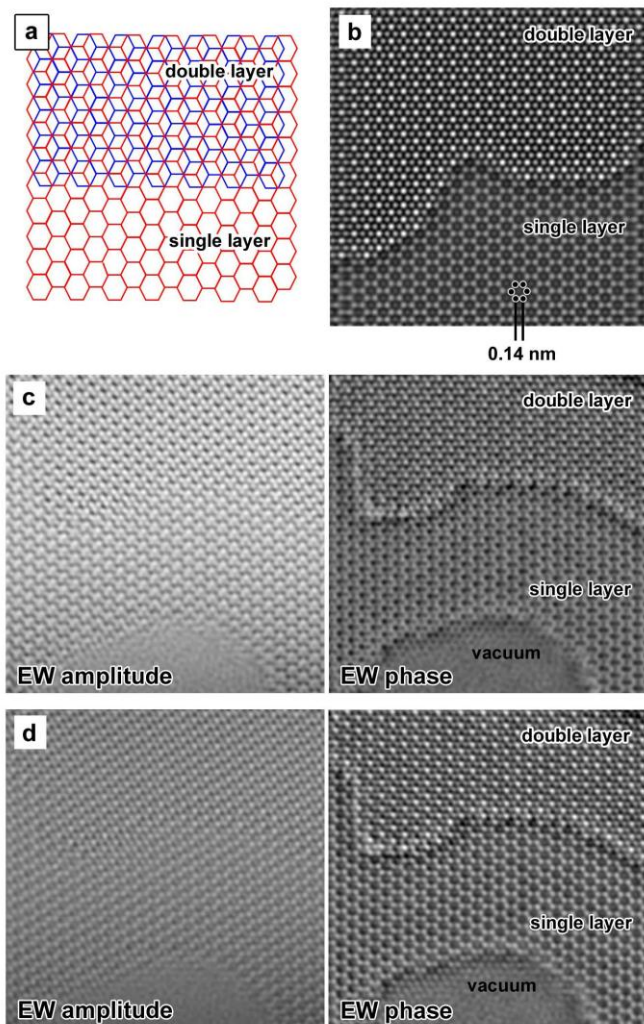 a
double layer
single layer
b
double layer
single layer
0.14 nm
c
EW amplitude
double layer
single layer
vacuum
EW phase
d
EW amplitude
double layer
single layer
vacuum
EW phase